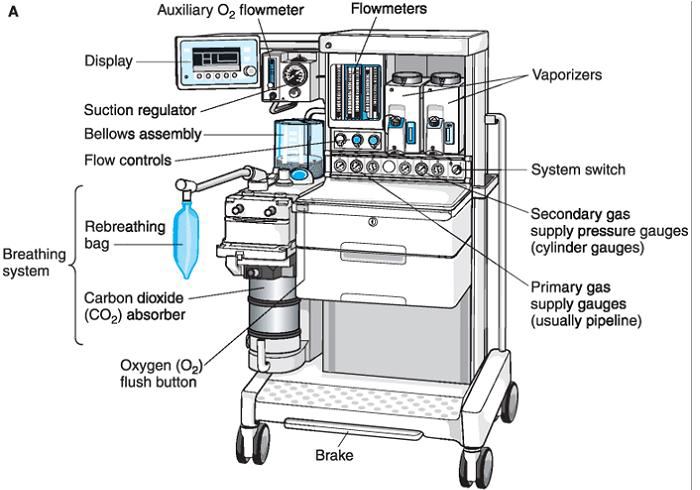 A
Auxiliary O2 flowmeter
Flowmeters
Display
Vaporizers
Suction regulator
Bellows assembly
Flow controls
System switch
Secondary gas
supply pressure gauges
(cylinder gauges)
Breathing
system
Rebreathing
bag
Carbon dioxide
(CO2) absorber
Primary gas
supply gauges
(usually pipeline)
Oxygen (O2)
flush button
Brake